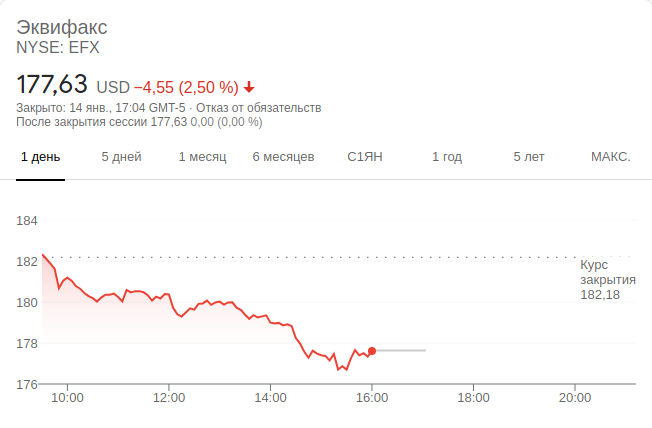 Эквифакс
NYSE: EFX
177,63 USD −4,55 (2,50 %)
Закрыто: 14 янв., 17:04 GMT-5 · Отказ от обязательств
После закрытия сессии 177,63 0,00 (0,00 %)
1 день 5 дней 1 месяц 6 месяцев С1ЯН 1 год 5 лет МАКС.
184
182
Курс
закрытия
182,18
180
178
176
10:00 12:00 14:00 16:00 18:00 20:00